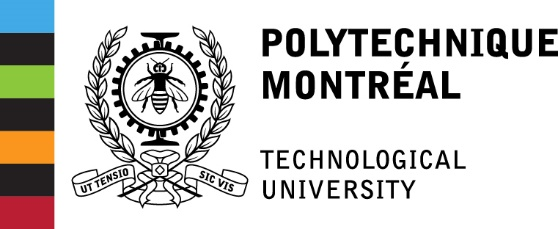 POLYTECHNIQUE
MONTRÉAL
TECHNOLOGICAL
UNIVERSITY
UT TENSIO SIC VIS